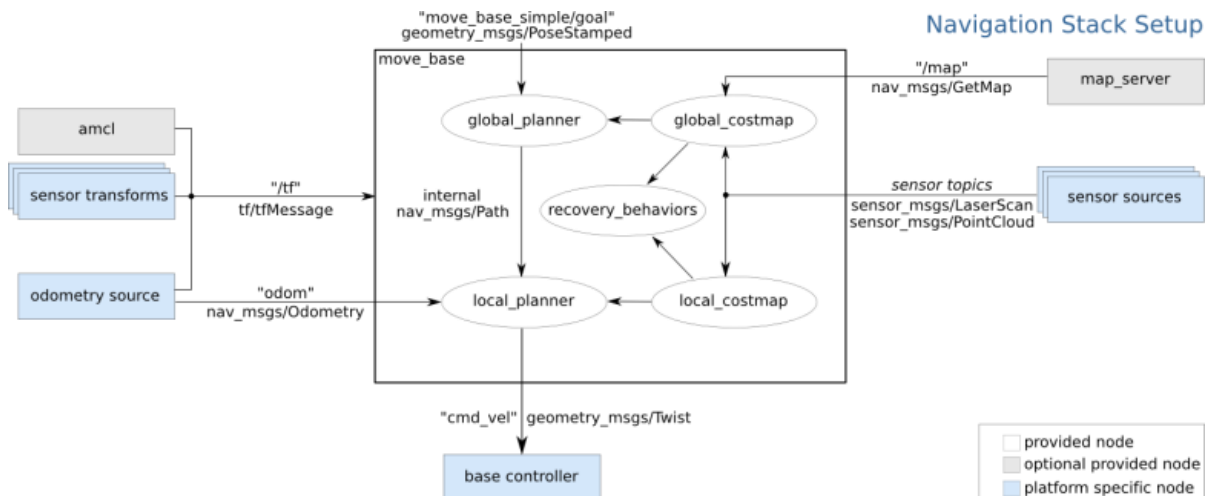 Navigation Stack Setup
"move_base_simple/goal"
geometry_msgs/PoseStamped
move_base
"/map"
nav_msgs/GetMap
map_server
global_planner
global_costmap
amcl
sensor transforms
"/tf"
tf/tfMessage
internal
nav_msgs/Path
recovery_behaviors
sensor topics
sensor_msgs/LaserScan
sensor_msgs/PointCloud
sensor sources
odometry source
"odom"
nav_msgs/Odometry
local_planner
local_costmap
"cmd_vel" geometry_msgs/Twist
base controller
provided node
optional provided node
platform specific node